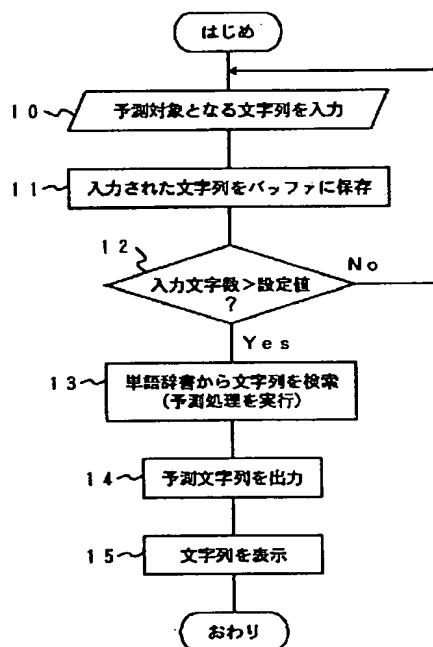 はじめ
10
予測対象となる文字列を入力
11
入力された文字列をバッファに保存
12
入力文字数>設定値
?
No
Yes
13
単語辞書から文字列を検索
(予測処理を実行)
14
予測文字列を出力
15
文字列を表示
おわり